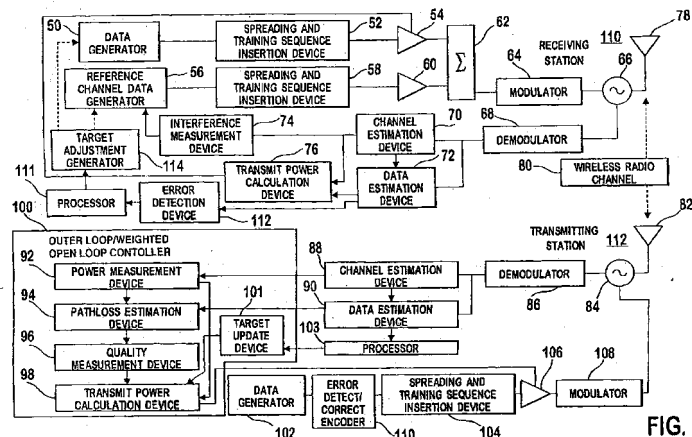 50
DATA GENERATOR
52
SPREADING AND TRAINING SEQUENCE INSERTION DEVICE
54
62
Σ
64
MODULATOR
RECEIVING STATION
110
66
78
REFERENCE CHANNEL DATA GENERATOR
56
SPREADING AND TRAINING SEQUENCE INSERTION DEVICE
58
60
INTERFERENCE MEASUREMENT DEVICE
74
CHANNEL ESTIMATION DEVICE
70
68
DEMODULATOR
TARGET ADJUSTMENT GENERATOR
114
76
TRANSMIT POWER CALCULATION DEVICE
72
DATA ESTIMATION DEVICE
80
WIRELESS RADIO CHANNEL
111
PROCESSOR
ERROR DETECTION DEVICE
112
82
100
OUTER LOOP/WEIGHTED OPEN LOOP CONTOLLER
TRANSMITTING STATION
112
92
POWER MEASUREMENT DEVICE
88
CHANNEL ESTIMATION DEVICE
DEMODULATOR
86
84
94
PATHLOSS ESTIMATION DEVICE
101
TARGET UPDATE DEVICE
90
DATA ESTIMATION DEVICE
96
QUALITY MEASUREMENT DEVICE
103
PROCESSOR
98
TRANSMIT POWER CALCULATION DEVICE
106
108
MODULATOR
DATA GENERATOR
102
ERROR DETECT/ CORRECT ENCODER
110
SPREADING AND TRAINING SEQUENCE INSERTION DEVICE
104
FIG.